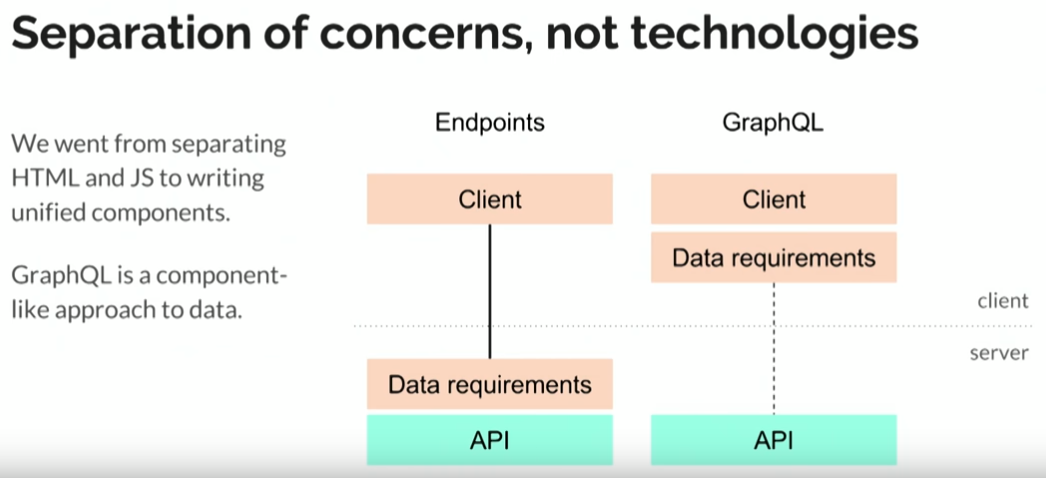 Separation of concerns, not technologies
We went from separating
HTML and JS to writing
unified components.
GraphQL is a component-
like approach to data.
Endpoints
Client
Data requirements
API
GraphQL
Client
Data requirements
API
client
server